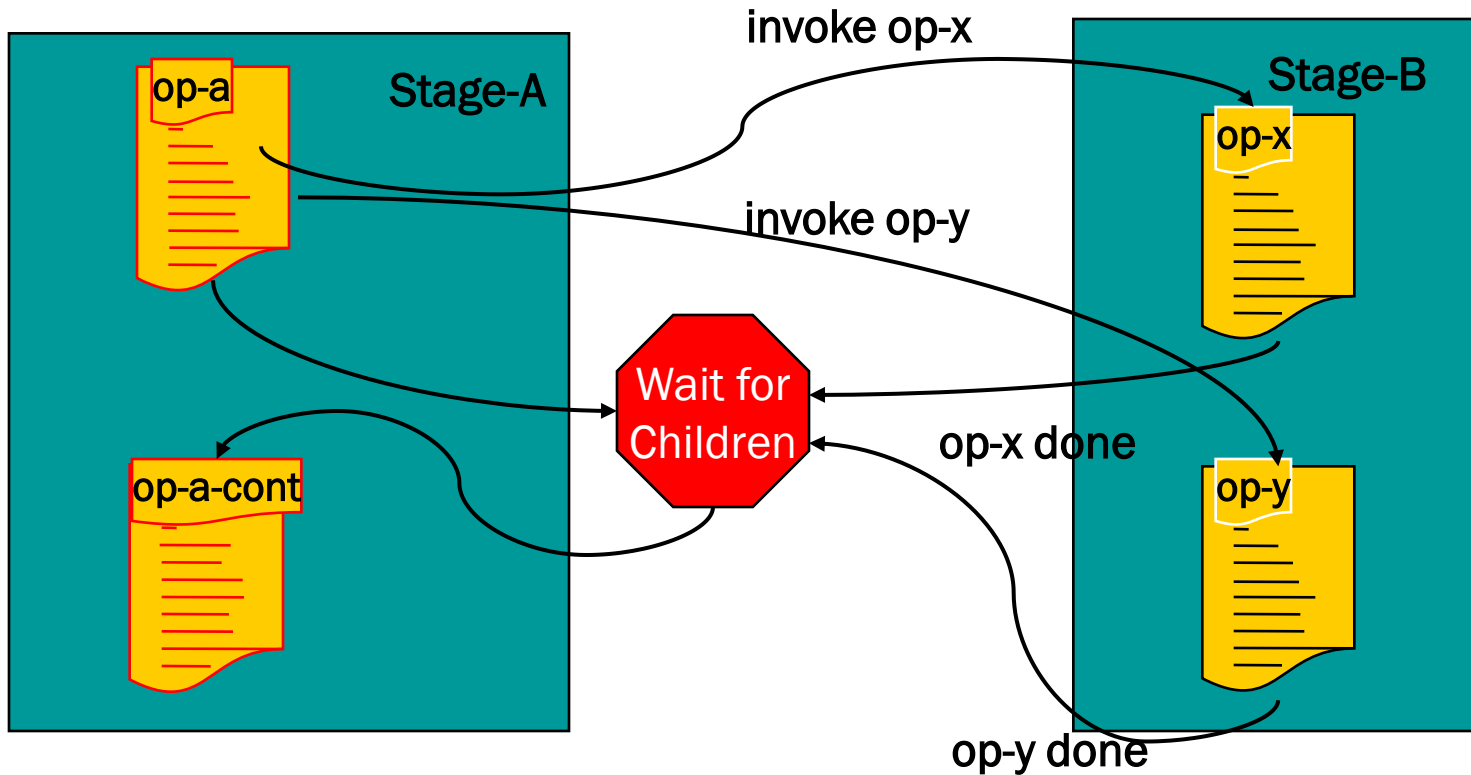 invoke op-x
Stage-A
Stage-B
op-a
op-x
invoke op-y
Wait for
Children
op-x done
op-a-cont
op-y
op-y done